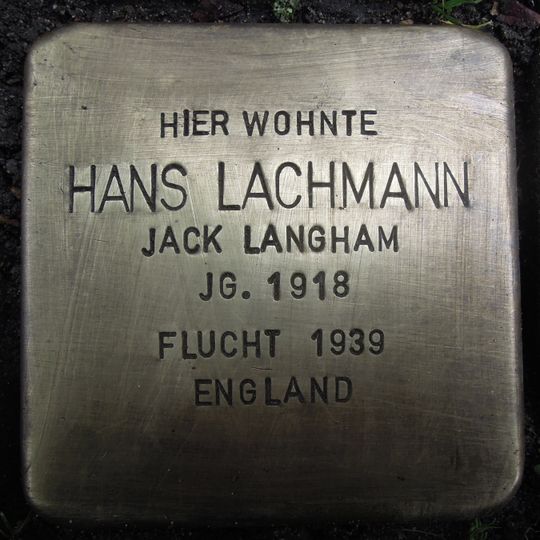 HIER WOHNTE
HANS LACHMANN
JACK LANGHAM
JG. 1918
FLUCHT 1939
ENGLAND